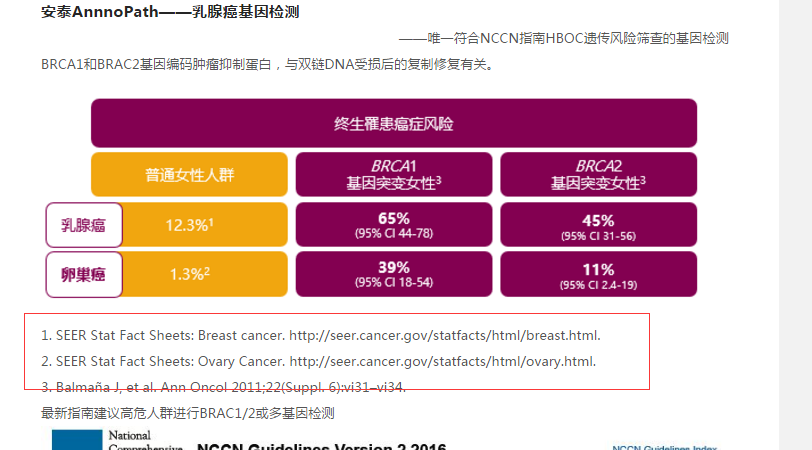 安泰AnnnoPath——乳腺癌基因检测
——唯一符合NCCN指南HBOC遗传风险筛查的基因检测
BRCA1和BRAC2基因编码肿瘤抑制蛋白，与双链DNA受损后的复制修复有关。
终生罹患癌症风险
普通女性人群
BRCA1
基因突变女性3
BRCA2
基因突变女性3
乳腺癌
12.3%1
65%
(95% CI 44-78)
45%
(95% CI 31-56)
卵巢癌
1.3%2
39%
(95% CI 18-54)
11%
(95% CI 2.4-19)
1. SEER Stat Fact Sheets: Breast cancer. http://seer.cancer.gov/statfacts/html/breast.html.
2. SEER Stat Fact Sheets: Ovary Cancer. http://seer.cancer.gov/statfacts/html/ovary.html.
3. Balmaña J, et al. Ann Oncol 2011;22(Suppl. 6):vi31–vi34.
最新指南建议高危人群进行BRAC1/2或多基因检测
National
Comprehensive
NCCN Guidelines Version 2.2016
NCCN Guidelines Index